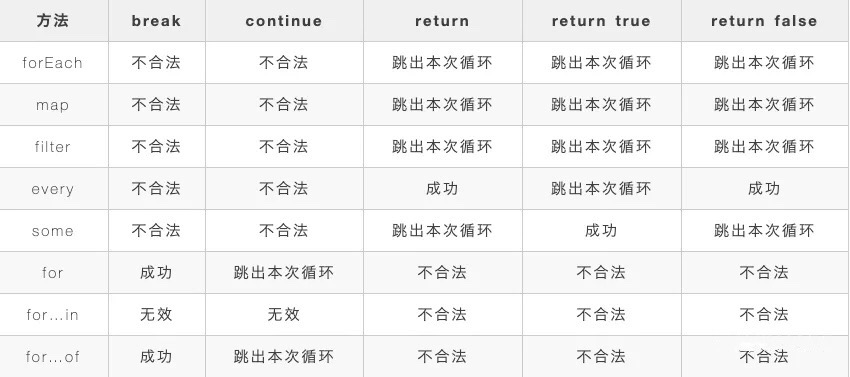 方法 break continue return return true return false
forEach 不合法 不合法 跳出本次循环 跳出本次循环 跳出本次循环
map 不合法 不合法 跳出本次循环 跳出本次循环 跳出本次循环
filter 不合法 不合法 跳出本次循环 跳出本次循环 跳出本次循环
every 不合法 不合法 成功 跳出本次循环 成功
some 不合法 不合法 跳出本次循环 成功 跳出本次循环
for 成功 跳出本次循环 不合法 不合法 不合法
for...in 无效 无效 不合法 不合法 不合法
for...of 成功 跳出本次循环 不合法 不合法 不合法